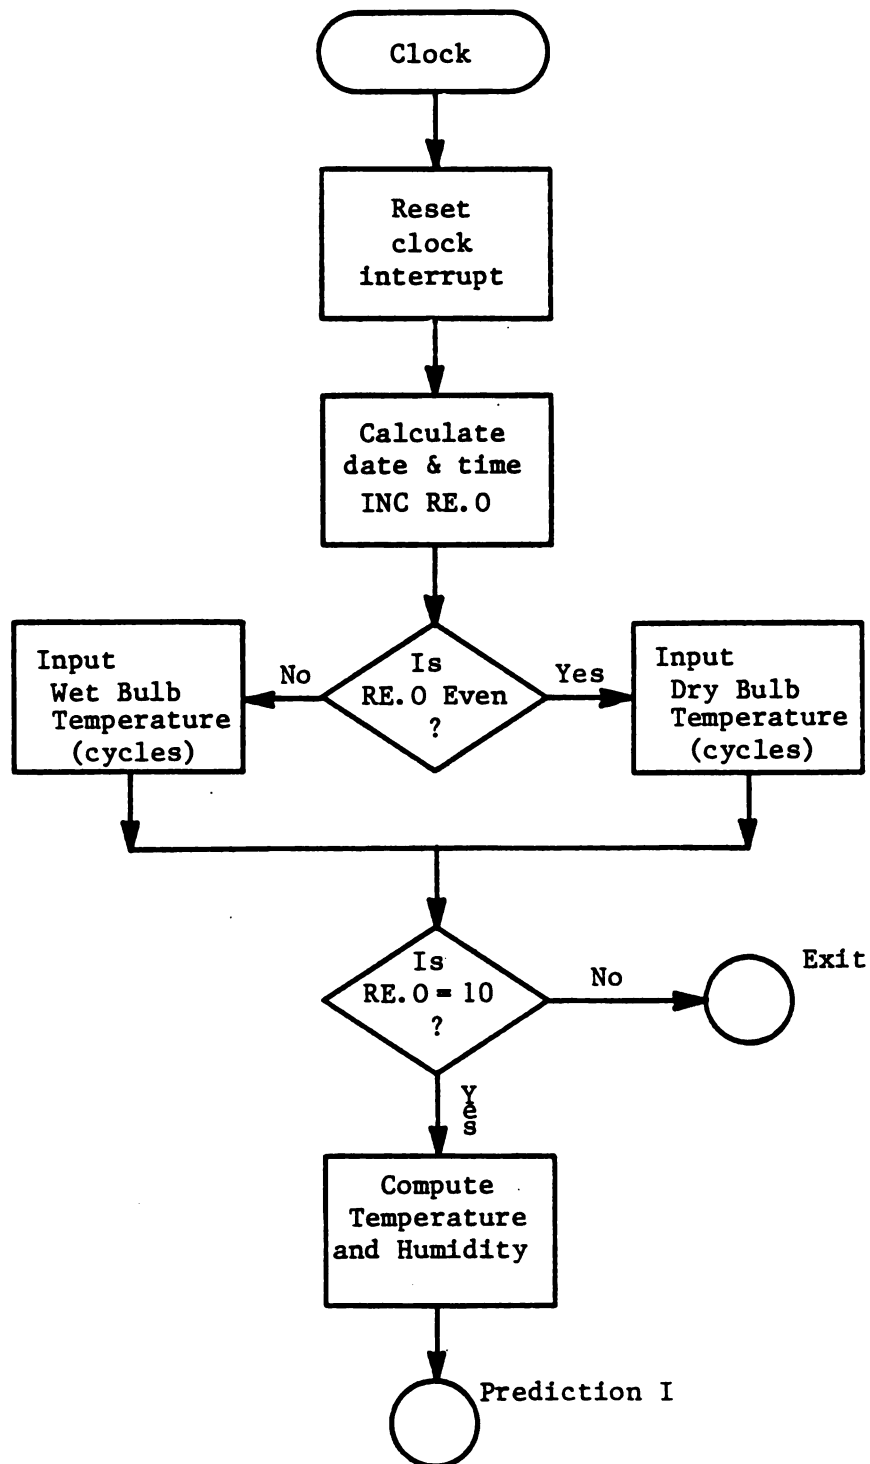 Clock
Reset
clock
interrupt
Calculate
date & time
INC RE.0
Is
RE.0 Even
?
No
Yes
Input
Wet Bulb
Temperature
(cycles)
Input
Dry Bulb
Temperature
(cycles)
Is
RE.0 = 10
?
No
Exit
Yes
Compute
Temperature
and Humidity
Prediction I